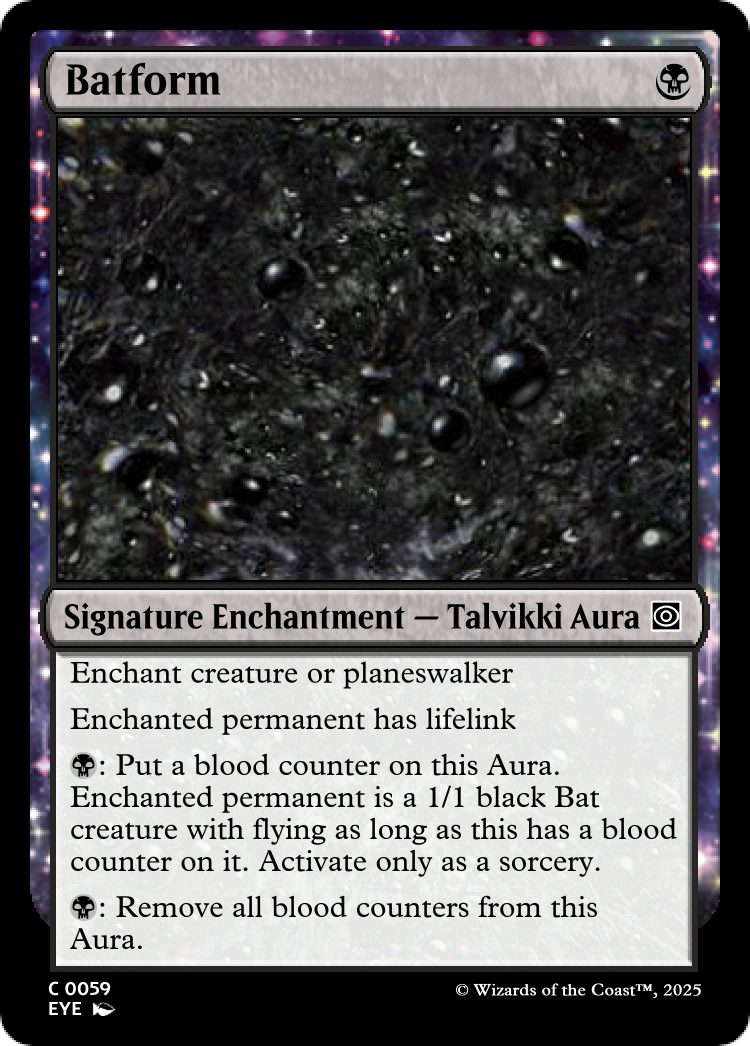 Batform
Signature Enchantment — Talvikki Aura
Enchant creature or planeswalker
Enchanted permanent has lifelink
: Put a blood counter on this Aura.
Enchanted permanent is a 1/1 black Bat
creature with flying as long as this has a blood
counter on it. Activate only as a sorcery.
: Remove all blood counters from this
Aura.
C 0059
EYE
© Wizards of the Coast™, 2025